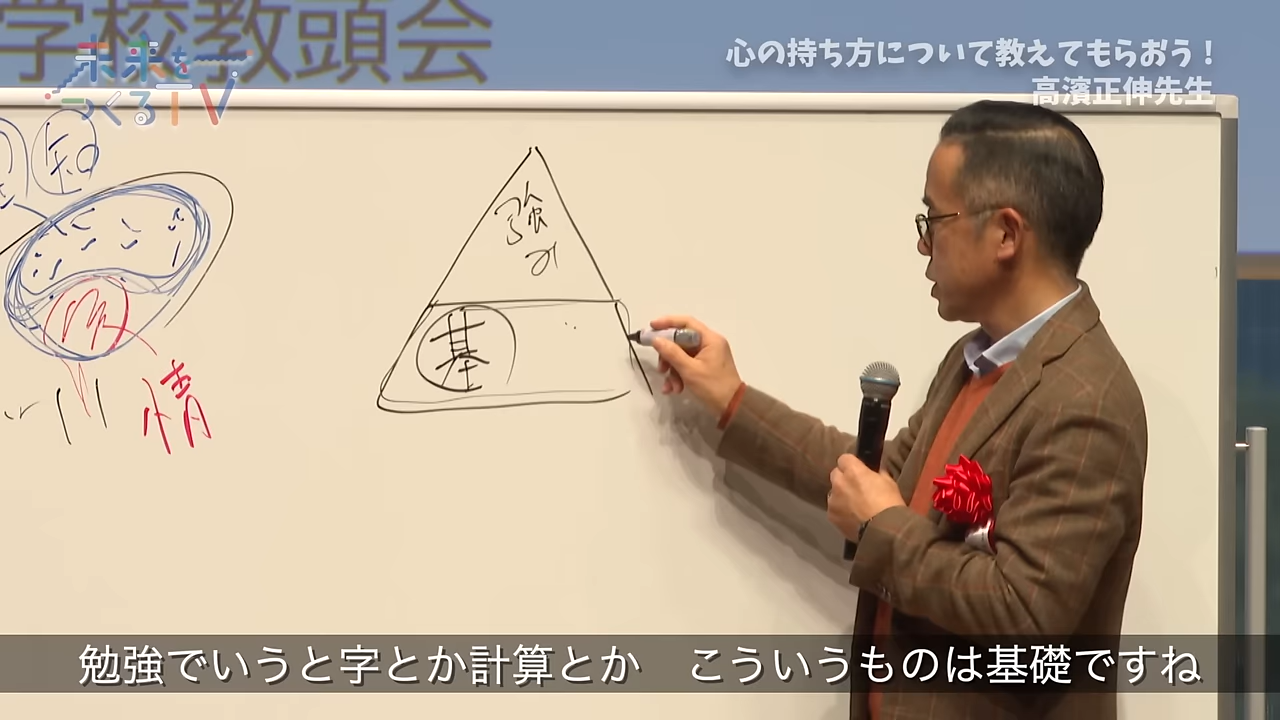 学校教頭会
未来を
つくるTV
心の持ち方について教えてもらおう！
高濱正伸先生
知
強
み
基
情
勉強でいうと字とか計算とか　こういうものは基礎ですね